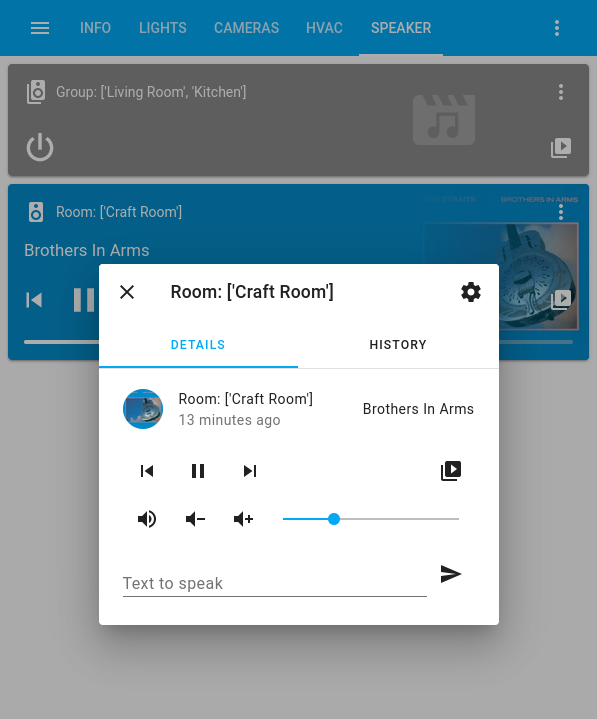 INFO LIGHTS CAMERAS HVAC SPEAKER
Group: ['Living Room', 'Kitchen']
BROTHERS IN ARMS
Room: ['Craft Room']
Brothers In Arms
Room: ['Craft Room']
DETAILS HISTORY
Room: ['Craft Room']
13 minutes ago
Brothers In Arms
Text to speak